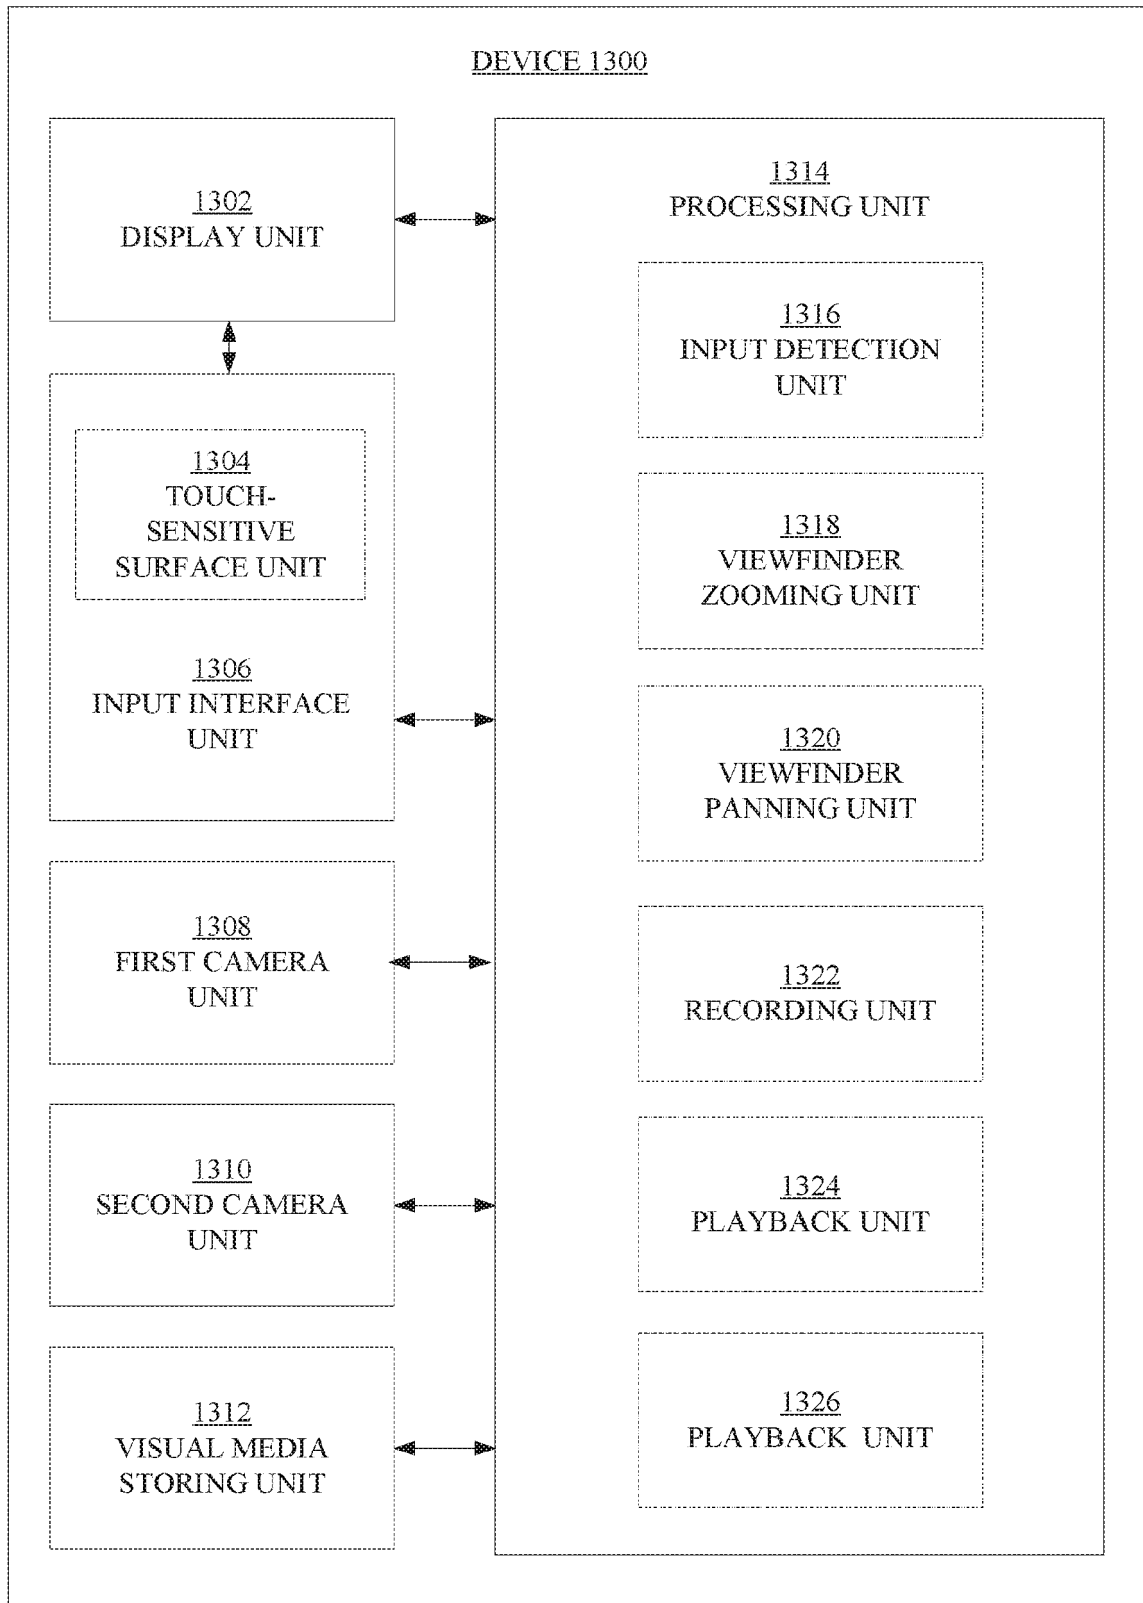 DEVICE 1300
1302
DISPLAY UNIT
1304
TOUCH-
SENSITIVE
SURFACE UNIT
1306
INPUT INTERFACE
UNIT
1308
FIRST CAMERA
UNIT
1310
SECOND CAMERA
UNIT
1312
VISUAL MEDIA
STORING UNIT
1314
PROCESSING UNIT
1316
INPUT DETECTION
UNIT
1318
VIEWFINDER
ZOOMING UNIT
1320
VIEWFINDER
PANNING UNIT
1322
RECORDING UNIT
1324
PLAYBACK UNIT
1326
PLAYBACK UNIT